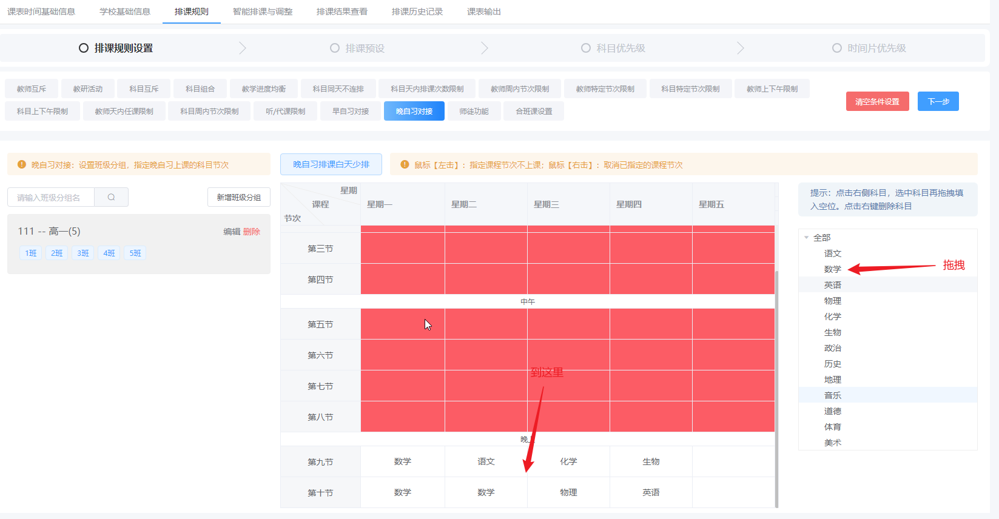 课表时间基础信息 学校基础信息 排课规则 智能排课与调整 排课结果查看 排课历史记录 课表输出
排课规则设置 排课预设 科目优先级 时间片优先级
教师互斥 教研活动 科目互斥 科目组合 教学进度均衡 科目同天不连排 科目天内排课次数限制 教师周内节次限制 教师特定节次限制 科目特定节次限制 教师上下午限制
科目上下午限制 教师天内任课限制 科目周内节次限制 听/代课限制 早自习对接 晚自习对接 师徒功能 合班课设置
清空条件设置 下一步
晚自习对接：设置班级分组，指定晚自习上课的科目节次
晚自习排课白天少排
鼠标【左击】：指定课程节次不上课；鼠标【右击】：取消已指定的课程节次
请输入班级分组名 新增班级分组
111 -- 高一(5) 编辑 删除
1班 2班 3班 4班 5班
星期
课程
节次
星期一 星期二 星期三 星期四 星期五
第三节
第四节
中午
第五节
第六节
到这里
第七节
第八节
晚上
第九节 数学 语文 化学 生物
第十节 数学 数学 物理 英语
提示：点击右侧科目，选中科目再拖拽填
入空位。点击右键删除科目
全部
语文
数学
拖拽
英语
物理
化学
生物
政治
历史
地理
音乐
道德
体育
美术